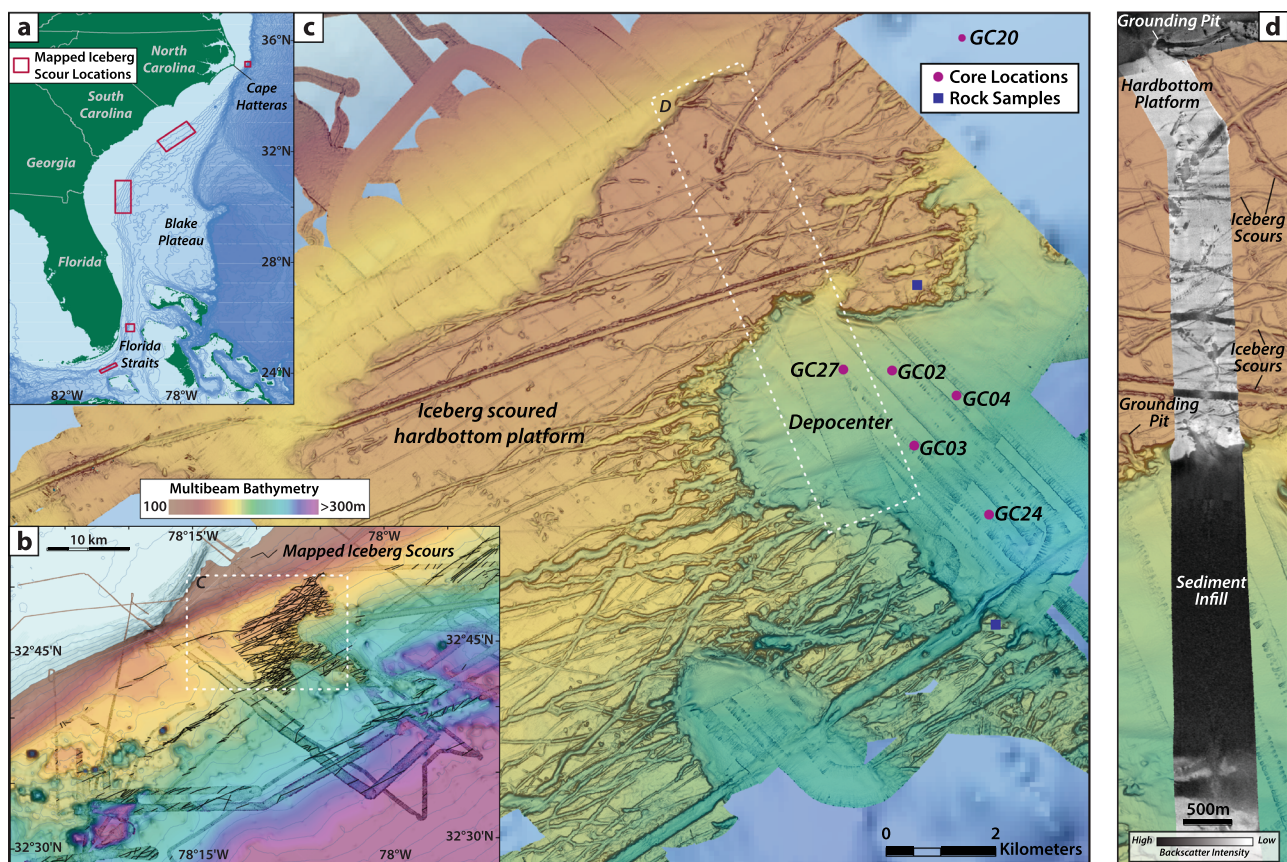 a
Mapped Iceberg
Scour Locations
North
Carolina
South
Carolina
Cape
Hatteras
Georgia
Blake
Plateau
Florida
Florida
Straits
36°N
32°N
28°N
24°N
82°W
78°W
c
GC20
Core Locations
Rock Samples
D
GC27
GC02
GC04
GC03
GC24
Depocenter
Iceberg scoured
hardbottom platform
Multibeam Bathymetry
100
>300m
0
2
Kilometers
b
10 km
78°15'W
78°W
Mapped Iceberg Scours
C
32°45'N
32°45'N
32°30'N
32°30'N
78°15'W
78°W
d
Grounding Pit
Hardbottom
Platform
Iceberg
Scours
Iceberg
Scours
Grounding
Pit
Sediment
Infill
500m
High
Low
Backscatter Intensity